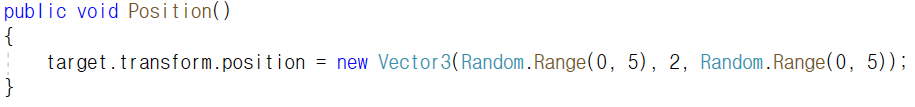 public void Position()
{
    target.transform.position = new Vector3(Random.Range(0, 5), 2, Random.Range(0, 5));
}